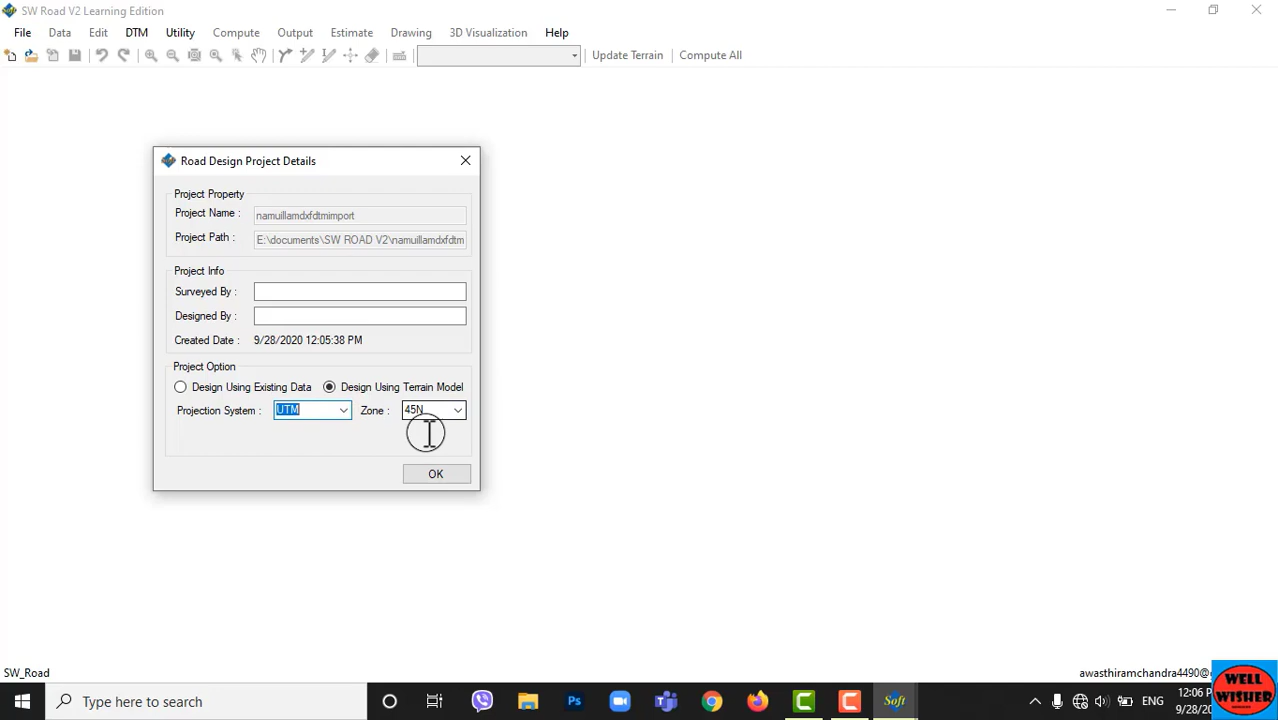 SW Road V2 Learning Edition
File Data Edit DTM Utility Compute Output Estimate Drawing 3D Visualization Help
Update Terrain Compute All
Road Design Project Details
Project Property
Project Name : namuillamdxfdtmimport
Project Path : E:\documents\SW ROAD V2\namuillamdxfdtm
Project Info
Surveyed By :
Designed By :
Created Date : 9/28/2020 12:05:38 PM
Project Option
Design Using Existing Data Design Using Terrain Model
Projection System : UTM Zone : 45N
OK
SW_Road
awasthiramchandra4490@
Type here to search
Ps
Soft
ENG
12:06 P
9/28/20
WELL
WISHER